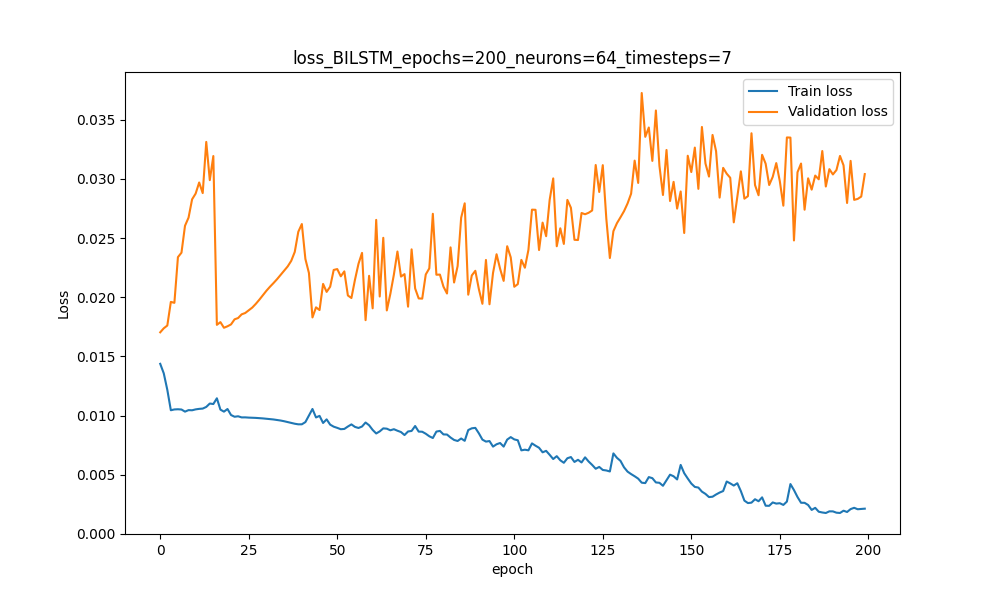 loss_BILSTM_epochs=200_neurons=64_timesteps=7
Train loss
Validation loss
Loss
0.035
0.030
0.025
0.020
0.015
0.010
0.005
0.000
0 25 50 75 100 125 150 175 200
epoch